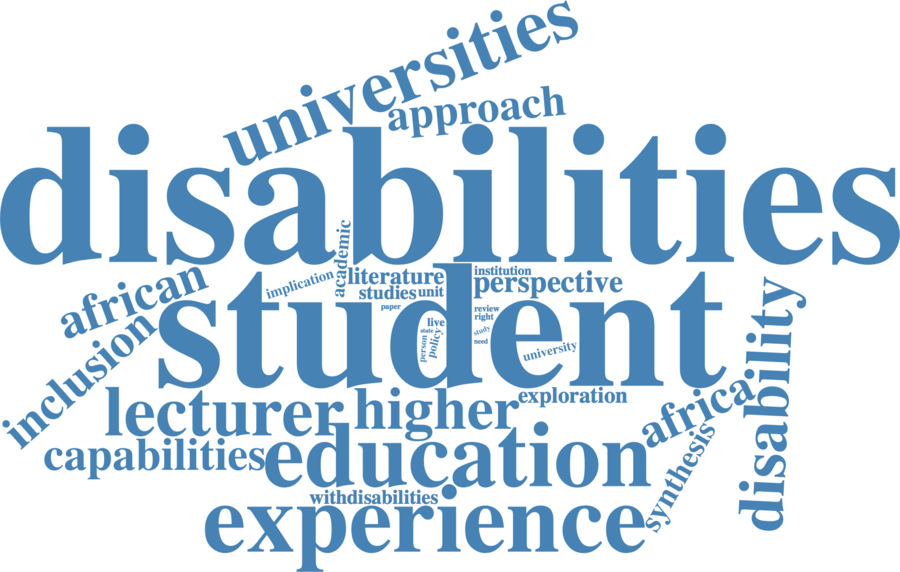 universities
approach
disabilities
academic
african
implication
literature
institution
perspective
studies
unit
paper
student
review
right
live
state
study
policy
person
need
university
disability
inclusion
lecturer
higher
exploration
africa
capabilities
education
synthesis
withdisabilities
experience